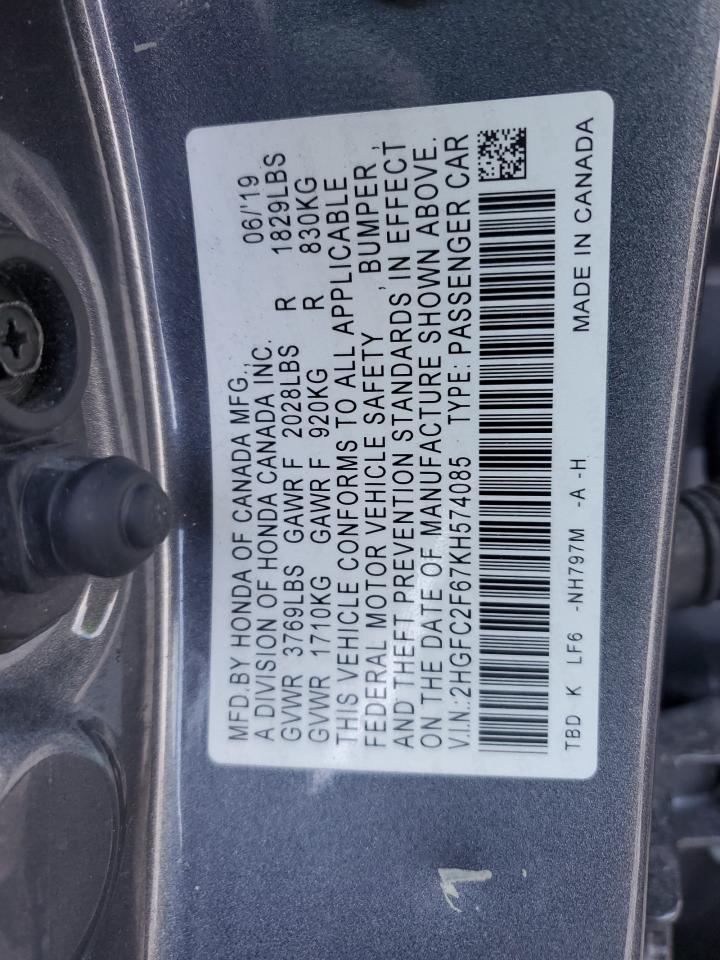 MFD.BY HONDA OF CANADA MFG., 06/'19
A DIVISION OF HONDA CANADA INC.
GVWR 3769LBS GAWR F 2028LBS R 1829LBS
GVWR 1710KG GAWR F 920KG R 830KG
THIS VEHICLE CONFORMS TO ALL APPLICABLE
FEDERAL MOTOR VEHICLE SAFETY , BUMPER ,
AND THEFT PREVENTION STANDARDS IN EFFECT
ON THE DATE OF MANUFACTURE SHOWN ABOVE.
V.I.N.:2HGFC2F67KH574085 TYPE: PASSENGER CAR
TBD K LF6 -NH797M -A -H MADE IN CANADA